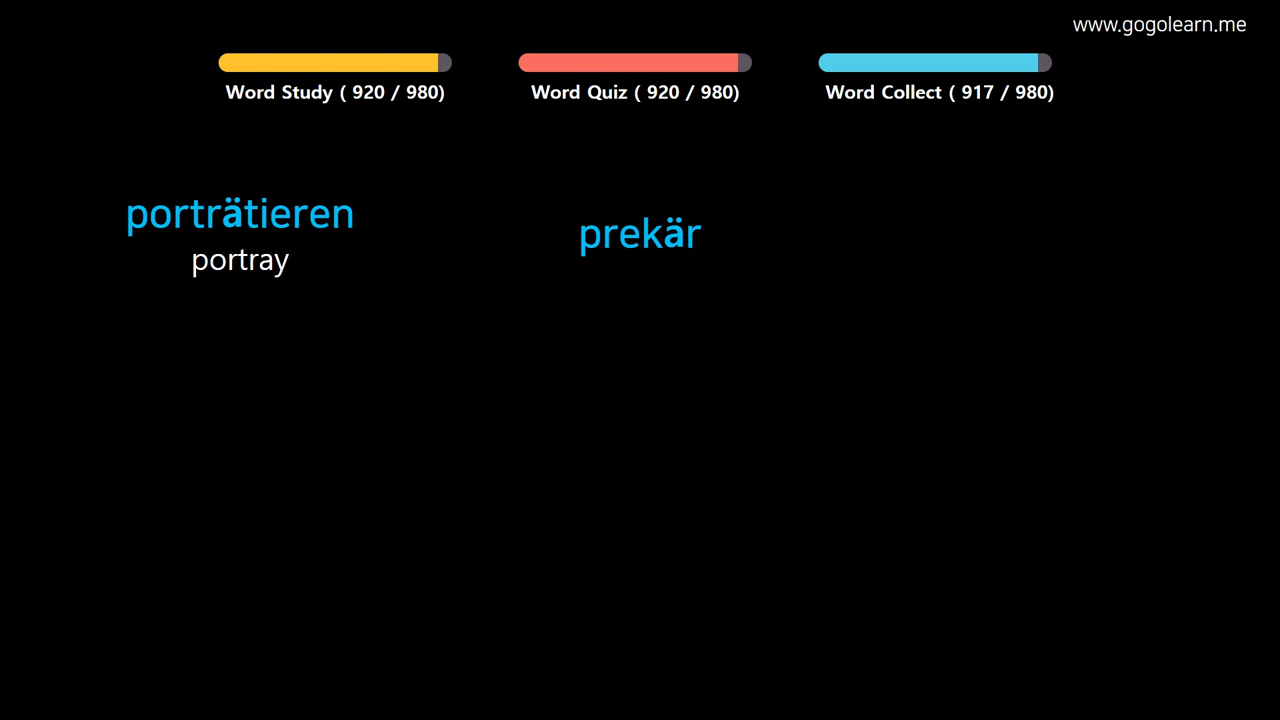 www.gogolearn.me
Word Study ( 920 / 980)
Word Quiz ( 920 / 980)
Word Collect ( 917 / 980)
porträtieren
portray
prekär